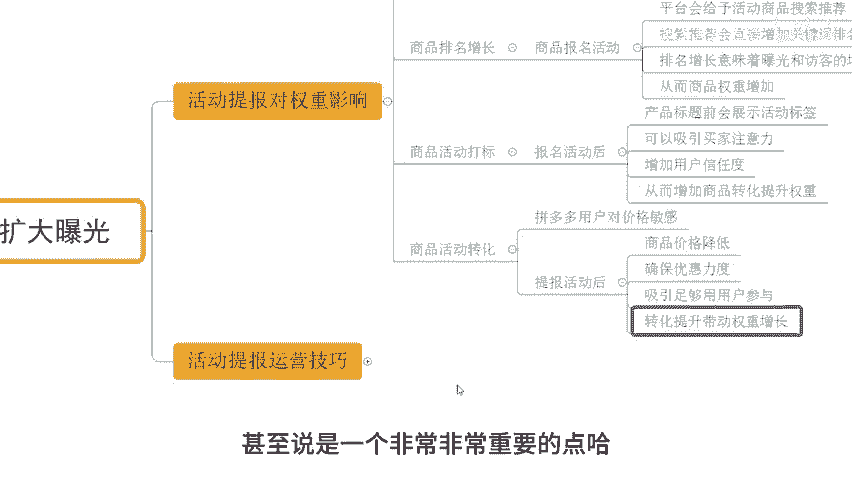 平台会给予活动商品搜索推荐
商品排名增长
商品报名活动
搜索推荐会直接增加关键词排名
排名增长意味着曝光和访客的增
从而商品权重增加
活动提报对权重影响
产品标题前会展示活动标签
商品活动打标
报名活动后
可以吸引买家注意力
增加用户信任度
从而增加商品转化提升权重
扩大曝光
拼多多用户对价格敏感
商品活动转化
商品价格降低
提报活动后
确保优惠力度
吸引足够用用户参与
转化提升带动权重增长
活动提报运营技巧
甚至说是一个非常非常重要的点哈